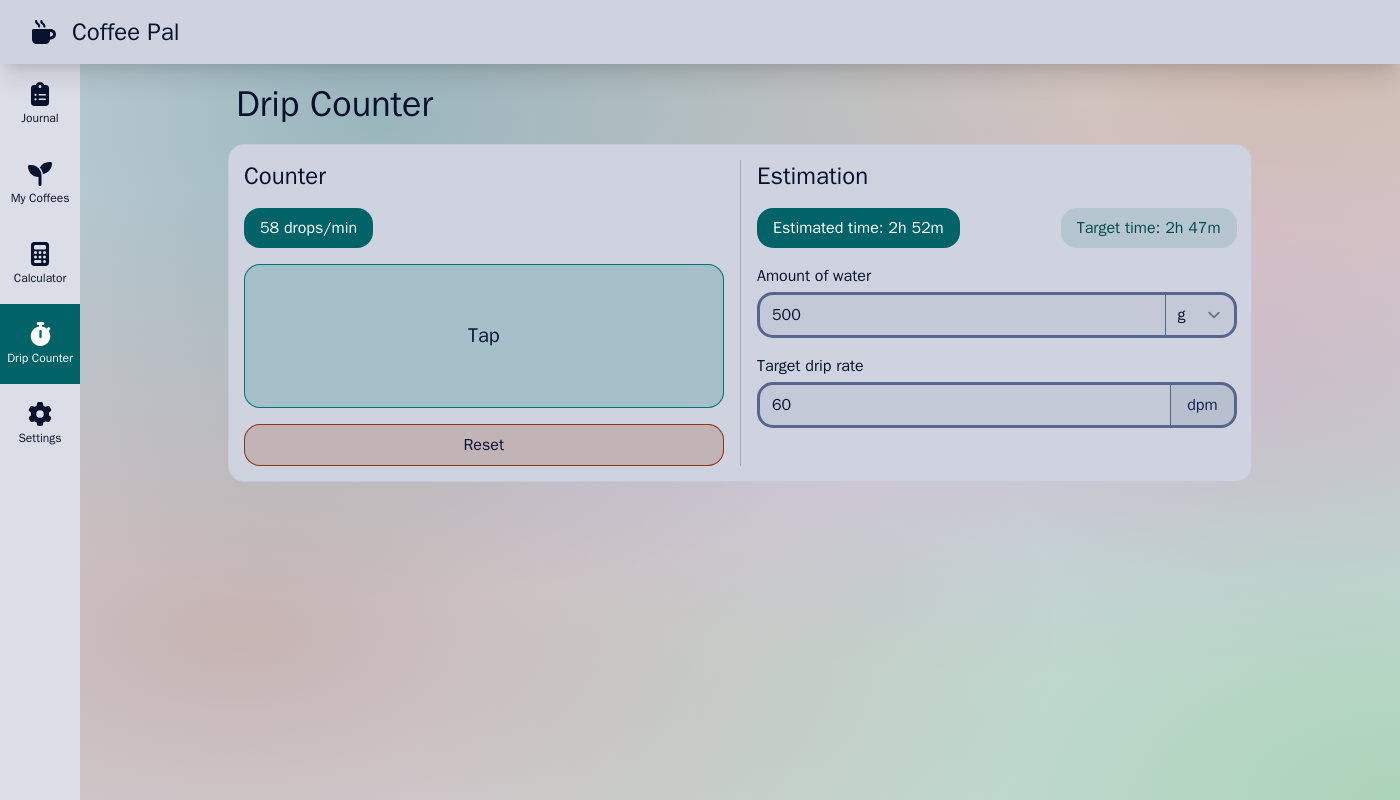 Coffee Pal
Journal
My Coffees
Calculator
Drip Counter
Settings
Drip Counter
Counter
58 drops/min
Tap
Reset
Estimation
Estimated time: 2h 52m
Target time: 2h 47m
Amount of water
500
g
Target drip rate
60
dpm